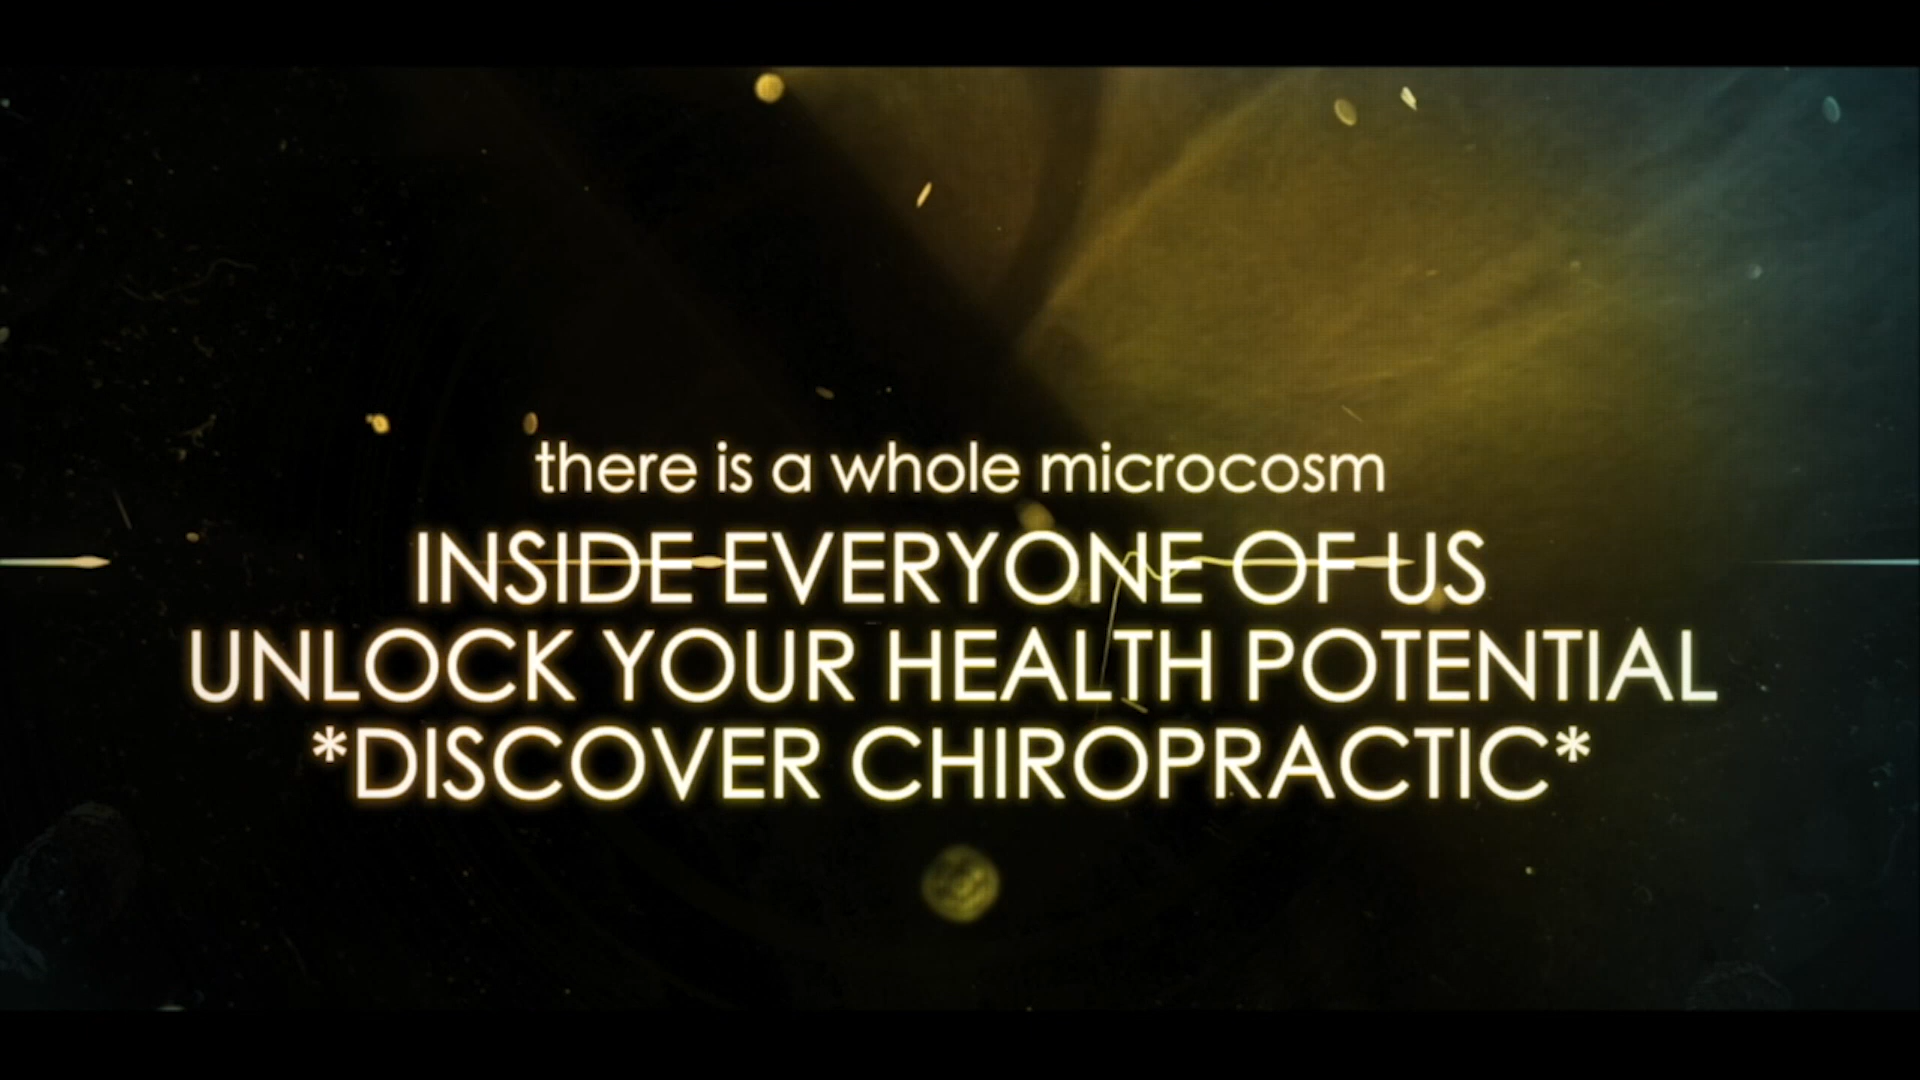 there is a whole microcosm
INSIDE EVERYONE OF US
UNLOCK YOUR HEALTH POTENTIAL
*DISCOVER CHIROPRACTIC*